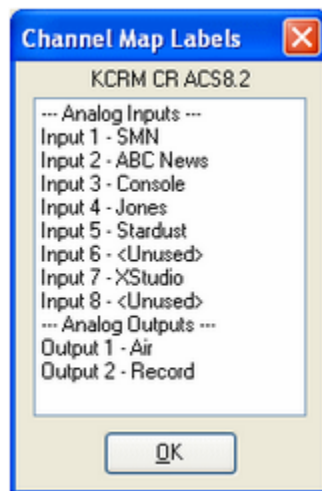 Channel Map Labels
KCRM CR ACS8.2
--- Analog Inputs ---
Input 1 - SMN
Input 2 - ABC News
Input 3 - Console
Input 4 - Jones
Input 5 - Stardust
Input 6 - <Unused>
Input 7 - XStudio
Input 8 - <Unused>
--- Analog Outputs ---
Output 1 - Air
Output 2 - Record
OK